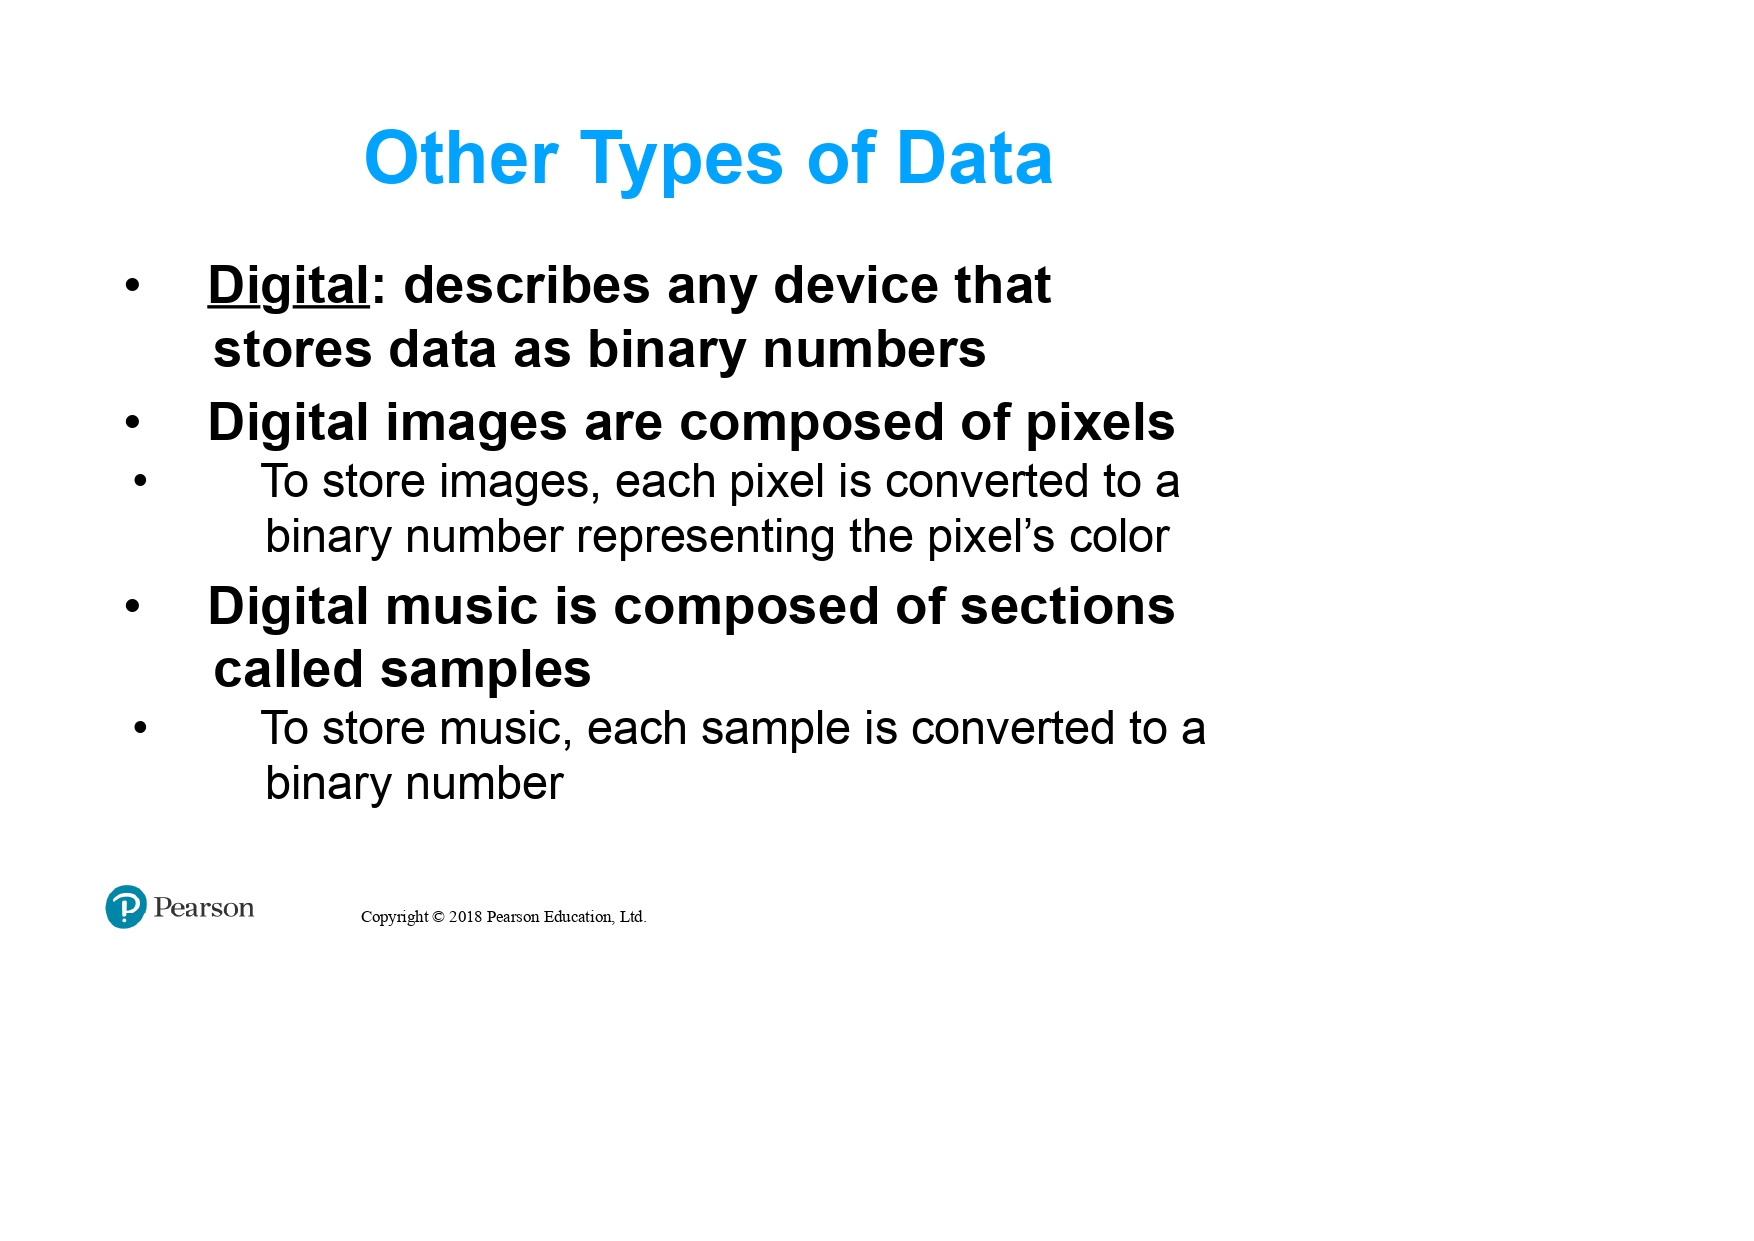 Other Types of Data
• Digital: describes any device that
stores data as binary numbers
• Digital images are composed of pixels
• To store images, each pixel is converted to a
binary number representing the pixel’s color
• Digital music is composed of sections
called samples
• To store music, each sample is converted to a
binary number
Pearson
Copyright © 2018 Pearson Education, Ltd.